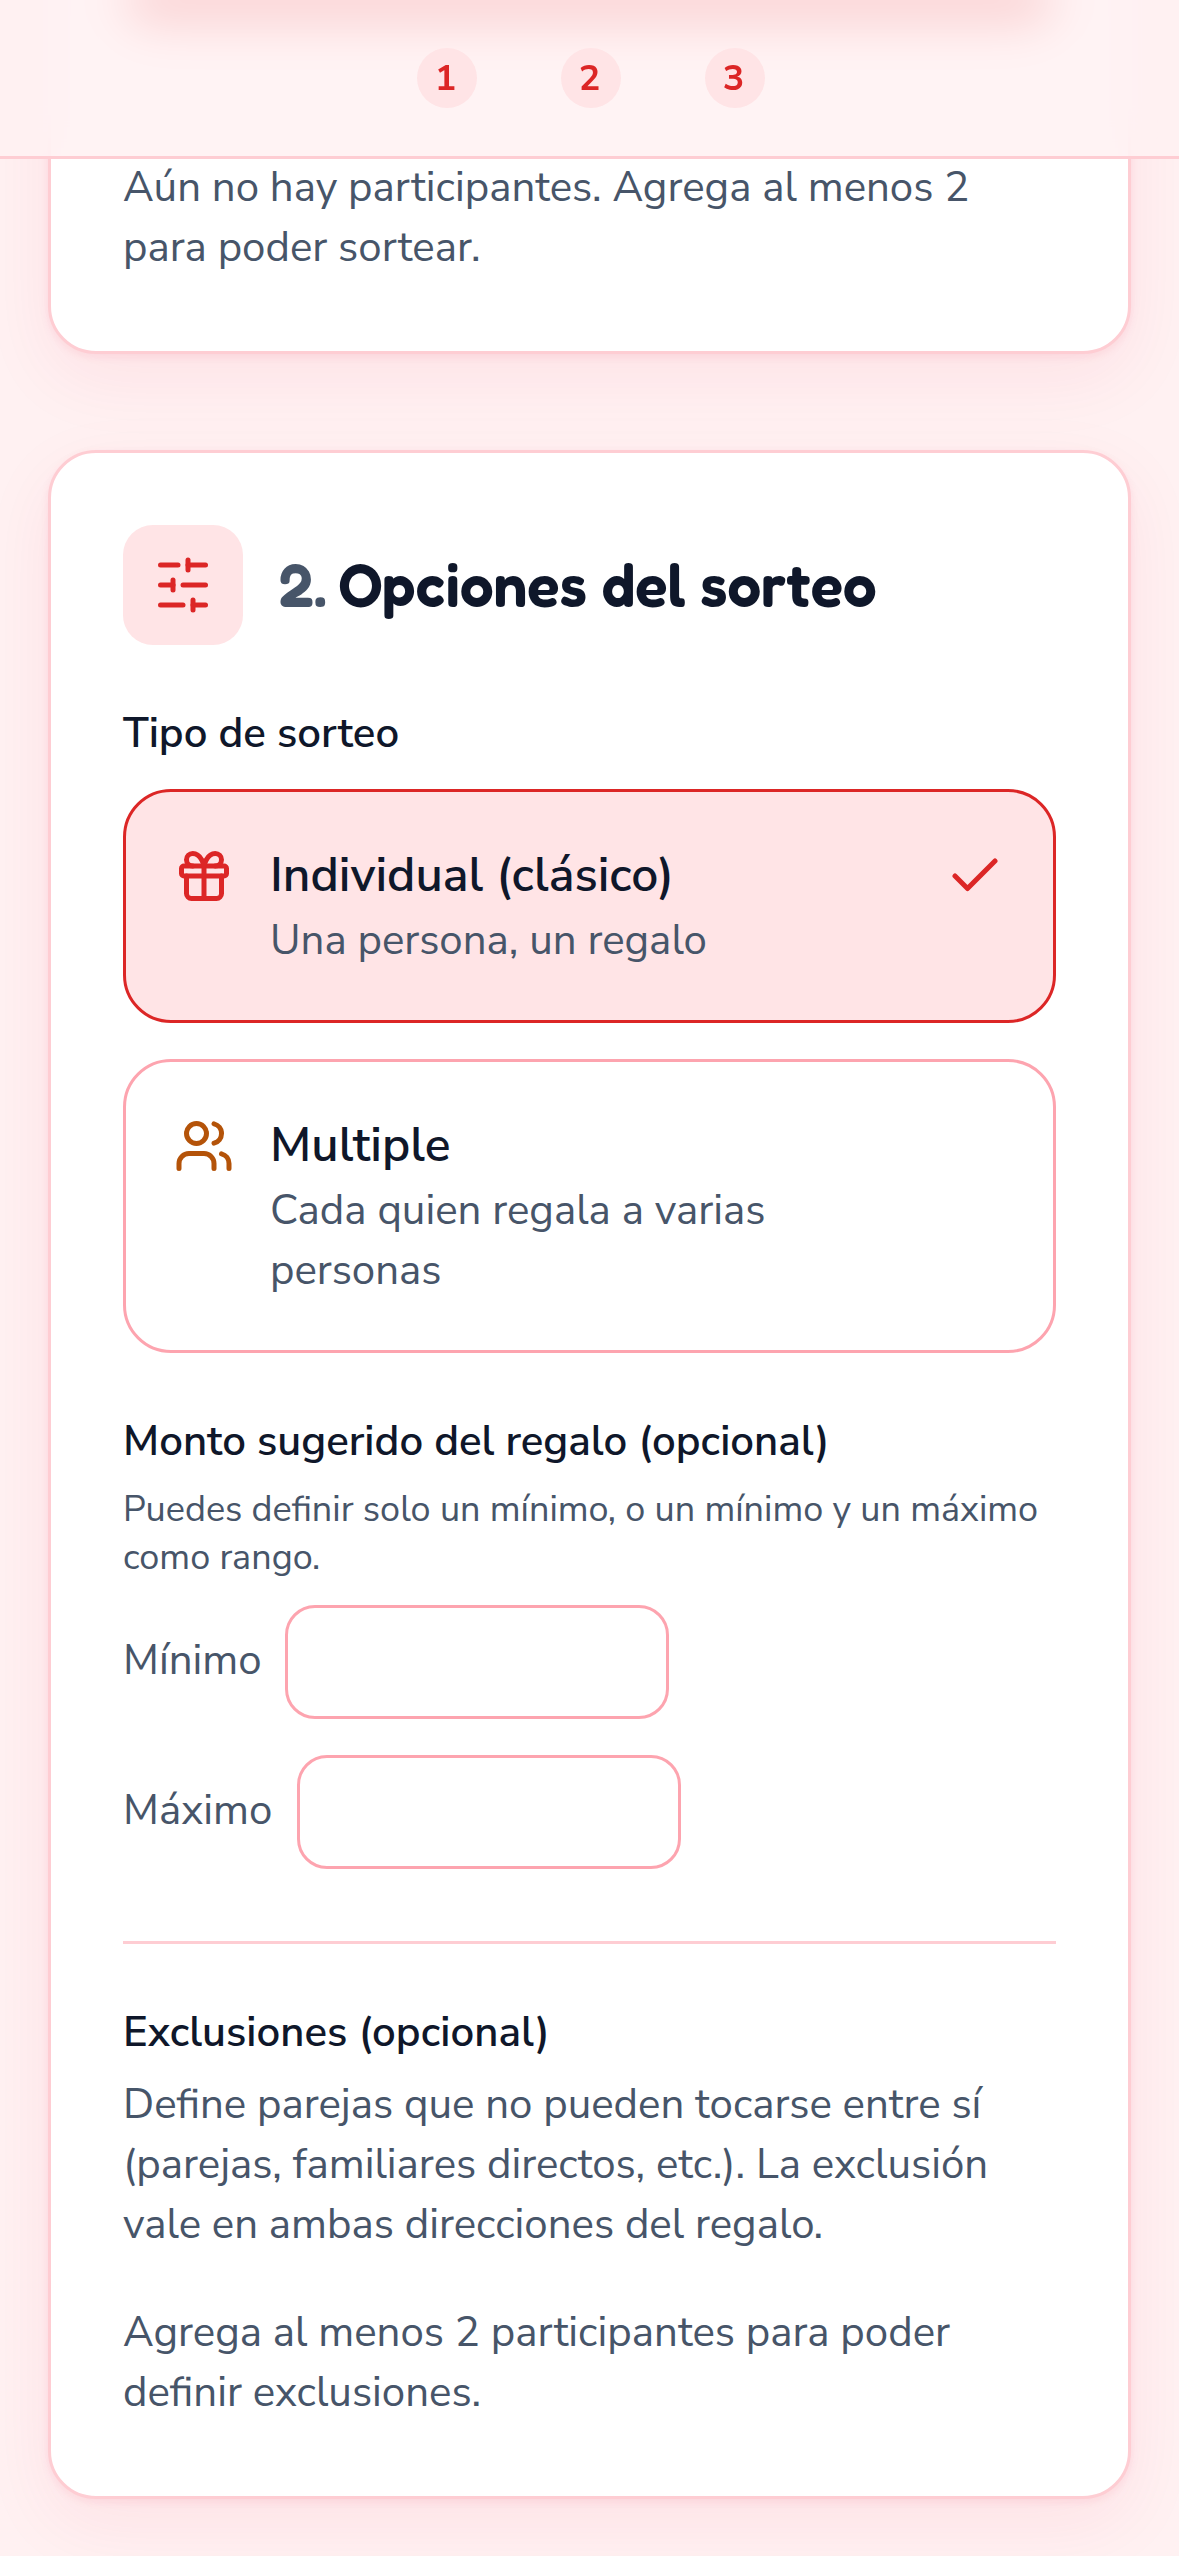 1 2 3
Aún no hay participantes. Agrega al menos 2
para poder sortear.
2. Opciones del sorteo
Tipo de sorteo
Individual (clásico)
Una persona, un regalo
Multiple
Cada quien regala a varias
personas
Monto sugerido del regalo (opcional)
Puedes definir solo un mínimo, o un mínimo y un máximo
como rango.
Mínimo
Máximo
Exclusiones (opcional)
Define parejas que no pueden tocarse entre sí
(parejas, familiares directos, etc.). La exclusión
vale en ambas direcciones del regalo.
Agrega al menos 2 participantes para poder
definir exclusiones.